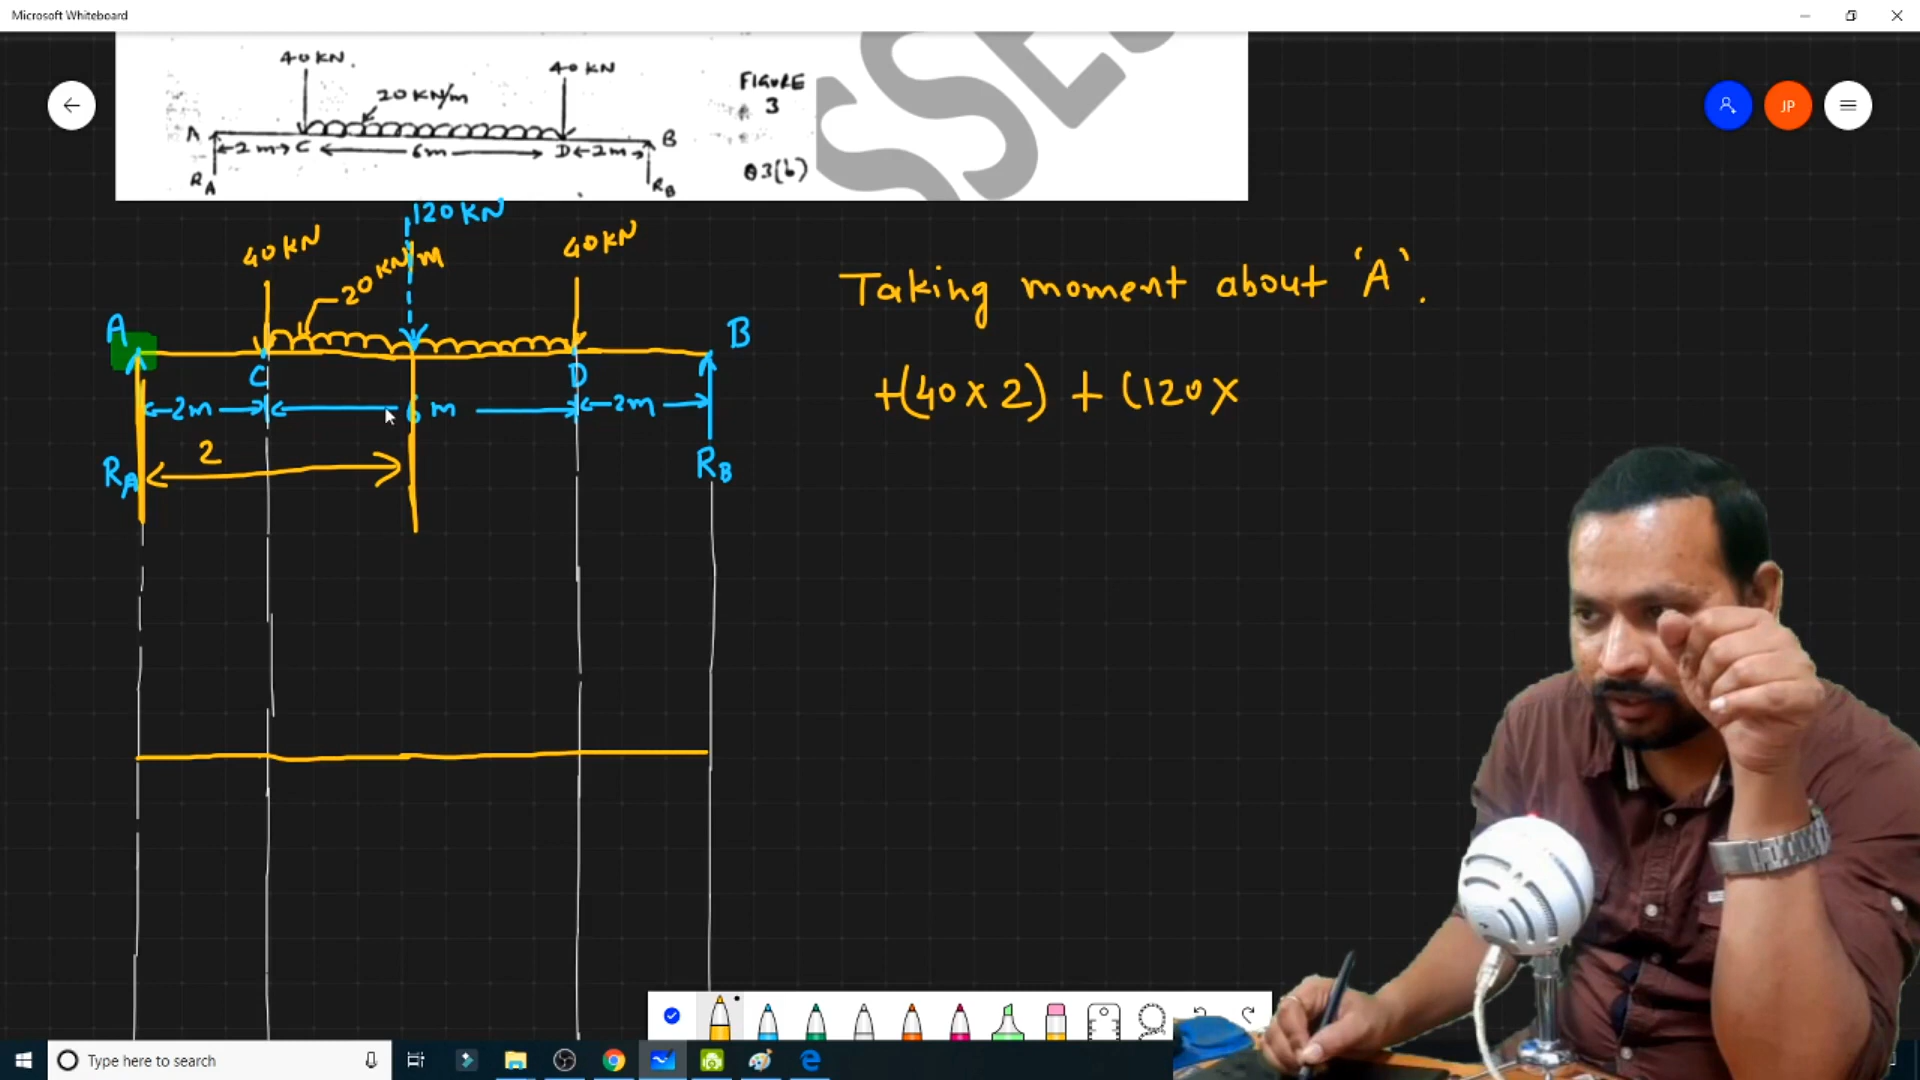 Microsoft Whiteboard
40 KN.
40 KN
20 KN/m
FIGURE
3
A
B
2 m C
6m
D 2m
Q3(b)
RA
RB
JP
120 KN
40 KN
20 KN/m
40 KN
A
B
C
D
2m
6 m
2m
2
RA
RB
Taking moment about 'A'.
+(40 x 2) + (120 x
Type here to search